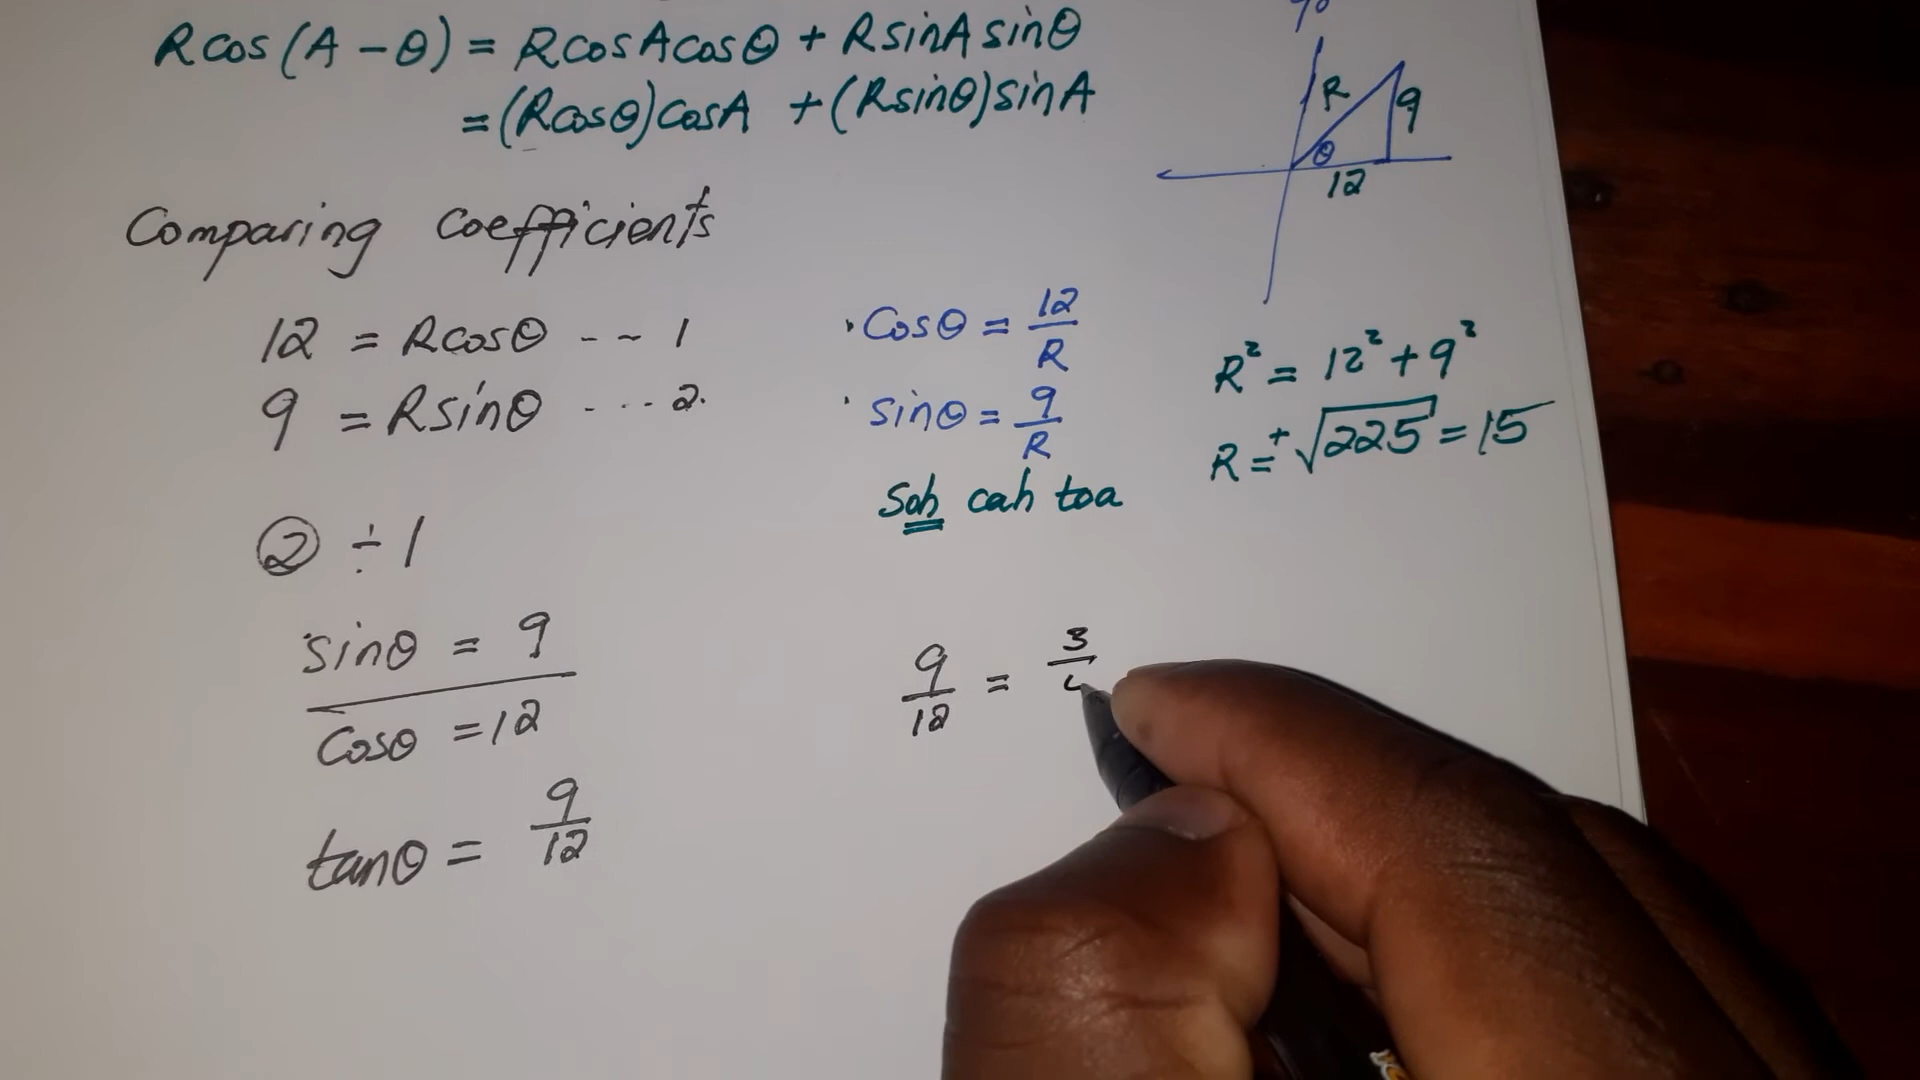 Rcos(A-θ) = RcosAcosθ + RsinAsinθ
=(Rcosθ)cosA +(Rsinθ)sinA
R
9
θ
12
Comparing coefficients
12 = Rcosθ - - 1
9 = Rsinθ - - - 2.
Cosθ = 12/R
sinθ = 9/R
Soh cah toa
R² = 12² + 9²
R = +√225 = 15
② ÷ 1
sinθ = 9
cosθ = 12
tanθ = 9/12
9/12 = 3/